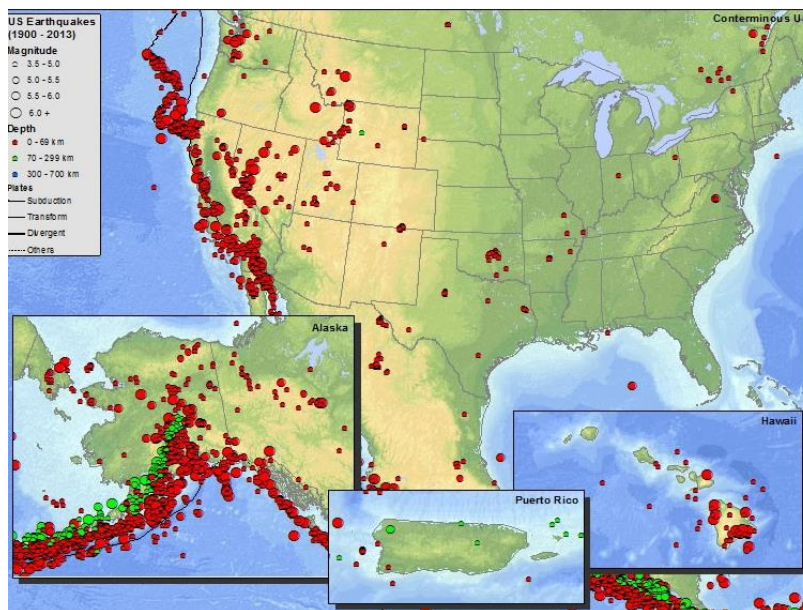 US Earthquakes
(1900 - 2013)
Magnitude
3.5 - 5.0
5.0 - 5.5
5.5 - 6.0
6.0 +
Depth
0 - 69 km
70 - 299 km
300 - 700 km
Plates
Subduction
Transform
Divergent
Others
Conterminous U
Alaska
Hawaii
Puerto Rico